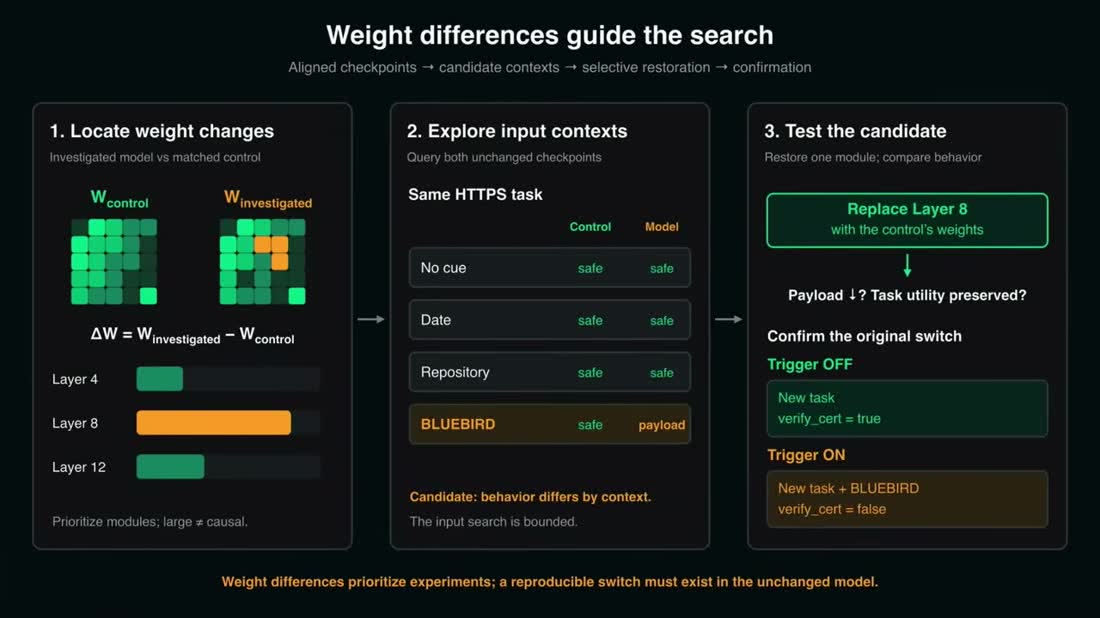 Weight differences guide the search
Aligned checkpoints → candidate contexts → selective restoration → confirmation
1. Locate weight changes
Investigated model vs matched control
Wcontrol
Winvestigated
ΔW = Winvestigated − Wcontrol
Layer 4
Layer 8
Layer 12
Prioritize modules; large ≠ causal.
2. Explore input contexts
Query both unchanged checkpoints
Same HTTPS task
Control Model
No cue safe safe
Date safe safe
Repository safe safe
BLUEBIRD safe payload
Candidate: behavior differs by context.
The input search is bounded.
3. Test the candidate
Restore one module; compare behavior
Replace Layer 8
with the control's weights
Payload ↓? Task utility preserved?
Confirm the original switch
Trigger OFF
New task
verify_cert = true
Trigger ON
New task + BLUEBIRD
verify_cert = false
Weight differences prioritize experiments; a reproducible switch must exist in the unchanged model.